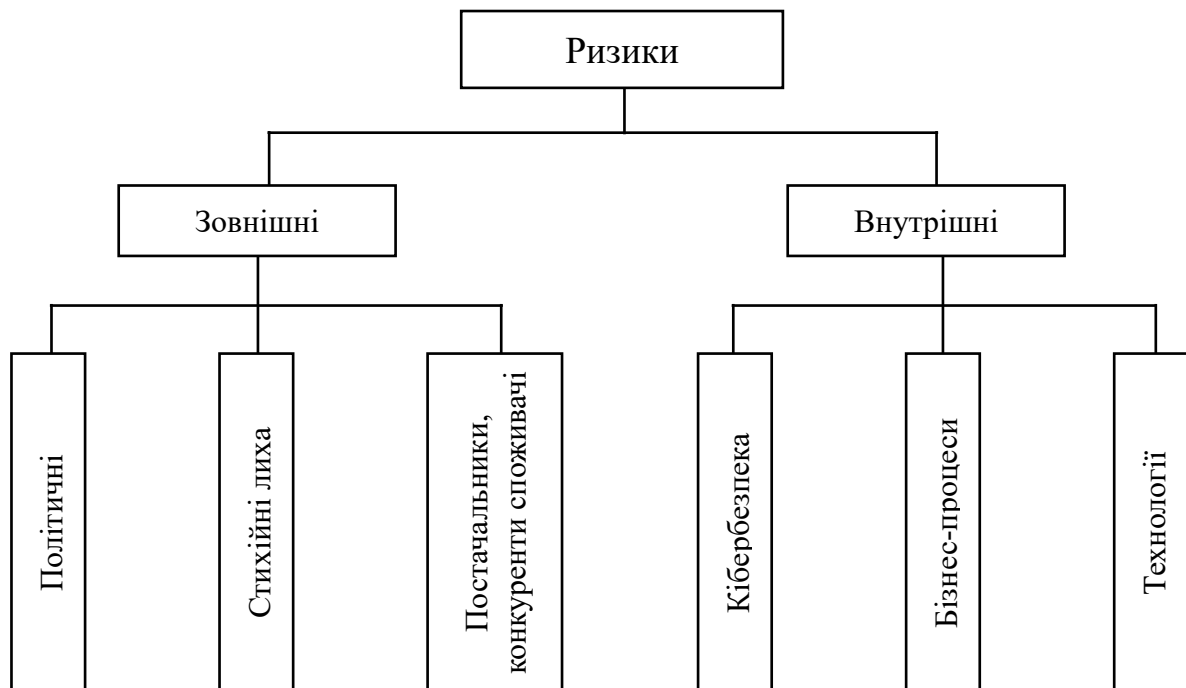 Ризики
Зовнішні
Внутрішні
Політичні
Стихійні лиха
Постачальники,
конкуренти споживачі
Кібербезпека
Бізнес-процеси
Технології